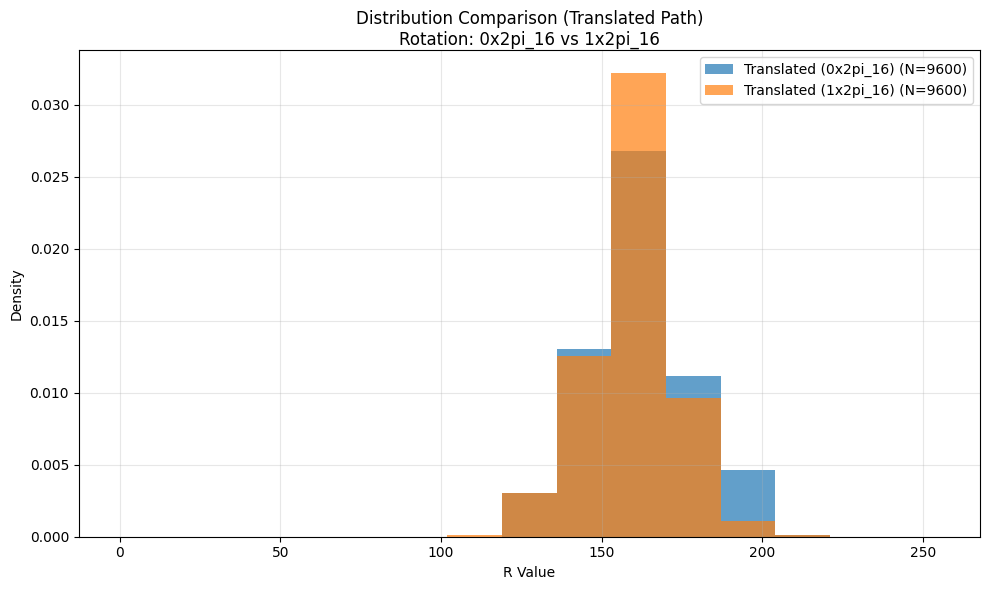 Distribution Comparison (Translated Path)
Rotation: 0x2pi_16 vs 1x2pi_16
Translated (0x2pi_16) (N=9600)
Translated (1x2pi_16) (N=9600)
0.030
0.025
0.020
0.015
0.010
0.005
0.000
Density
0 50 100 150 200 250
R Value